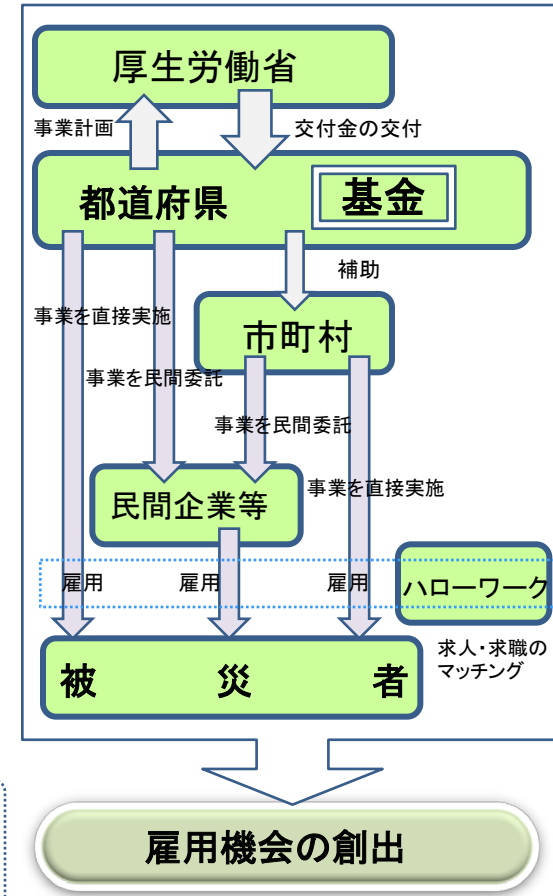 厚生労働省
事業計画
交付金の交付
都道府県
基金
補助
事業を直接実施
市町村
事業を民間委託
事業を民間委託
事業を直接実施
民間企業等
雇用
雇用
雇用
ハローワーク
求人・求職の
マッチング
被 災 者
雇用機会の創出